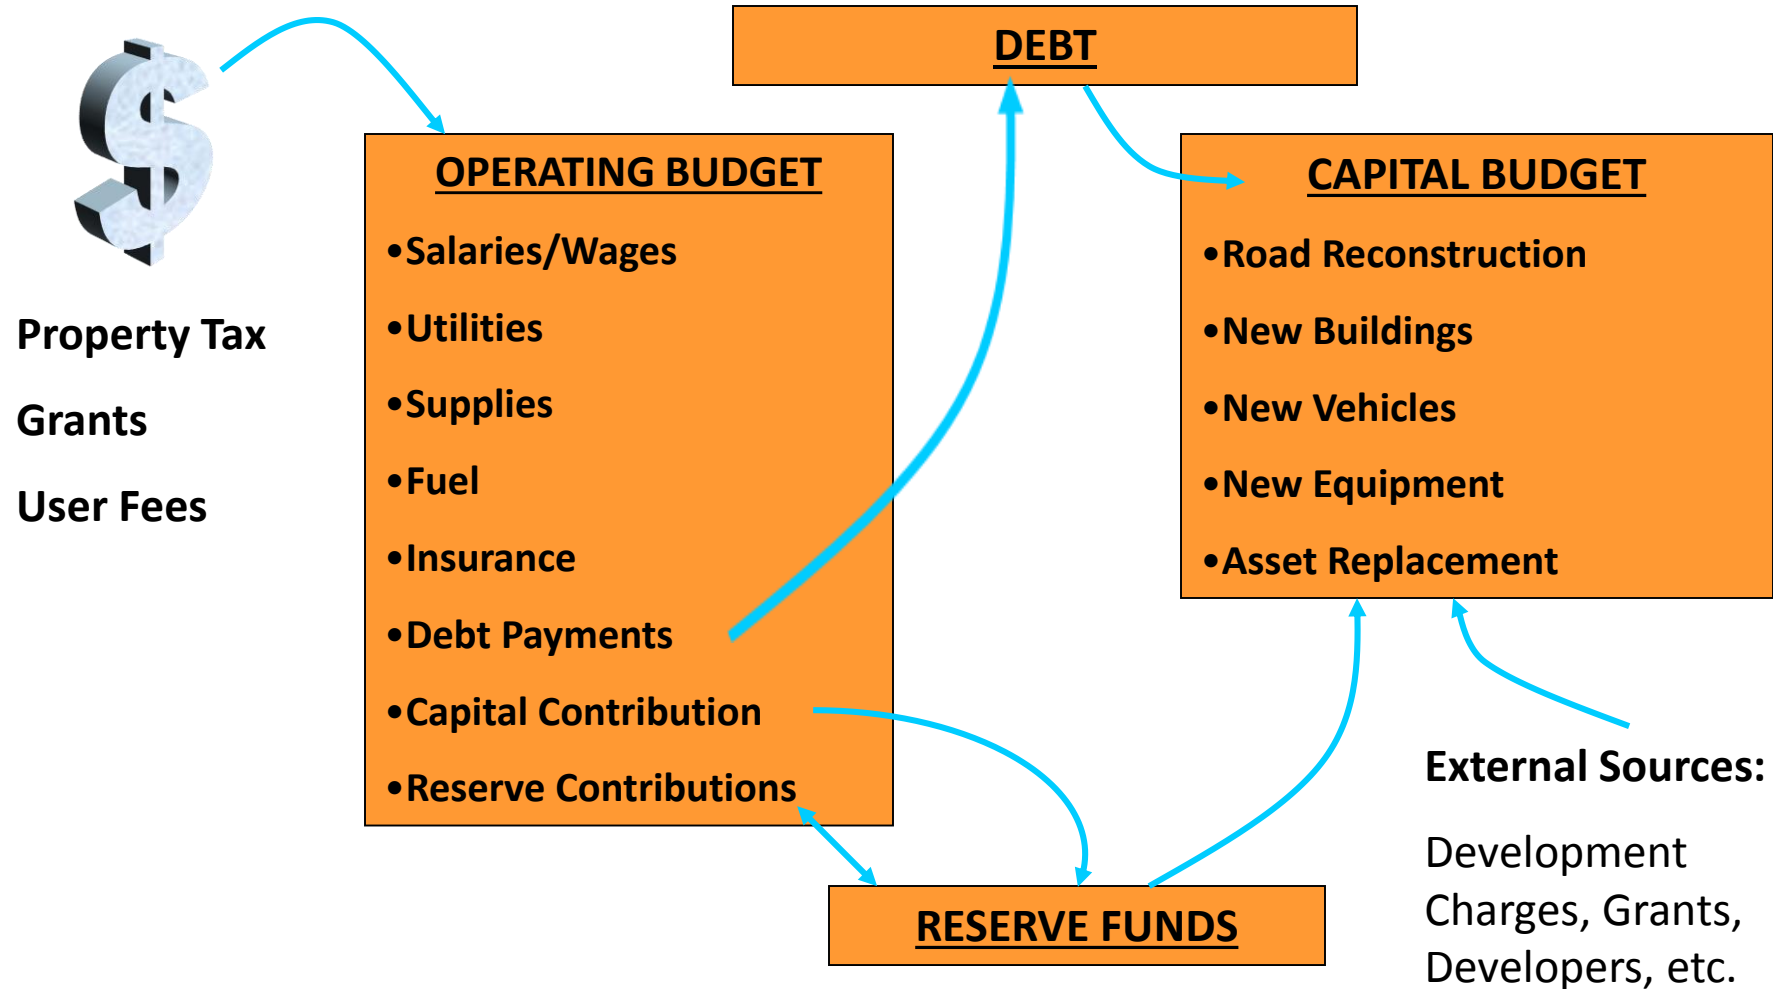 Property Tax
Grants
User Fees
DEBT
OPERATING BUDGET
•Salaries/Wages
•Utilities
•Supplies
•Fuel
•Insurance
•Debt Payments
•Capital Contribution
•Reserve Contributions
CAPITAL BUDGET
•Road Reconstruction
•New Buildings
•New Vehicles
•New Equipment
•Asset Replacement
RESERVE FUNDS
External Sources:
Development
Charges, Grants,
Developers, etc.